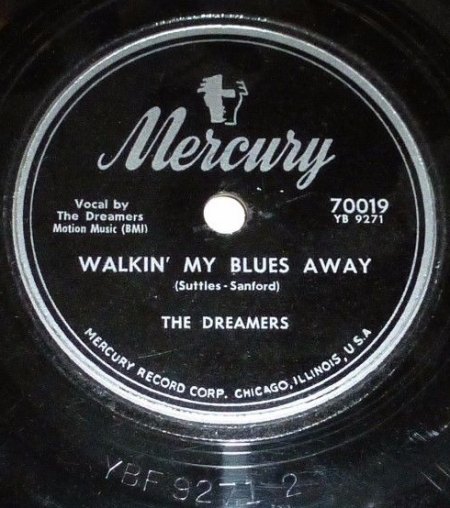 Mercury
Vocal by
The Dreamers
Motion Music (BMI)
70019
YB 9271
WALKIN' MY BLUES AWAY
(Suttles - Sanford)
THE DREAMERS
MERCURY RECORD CORP. CHICAGO, ILLINOIS, U.S.A
YBF 9271-2